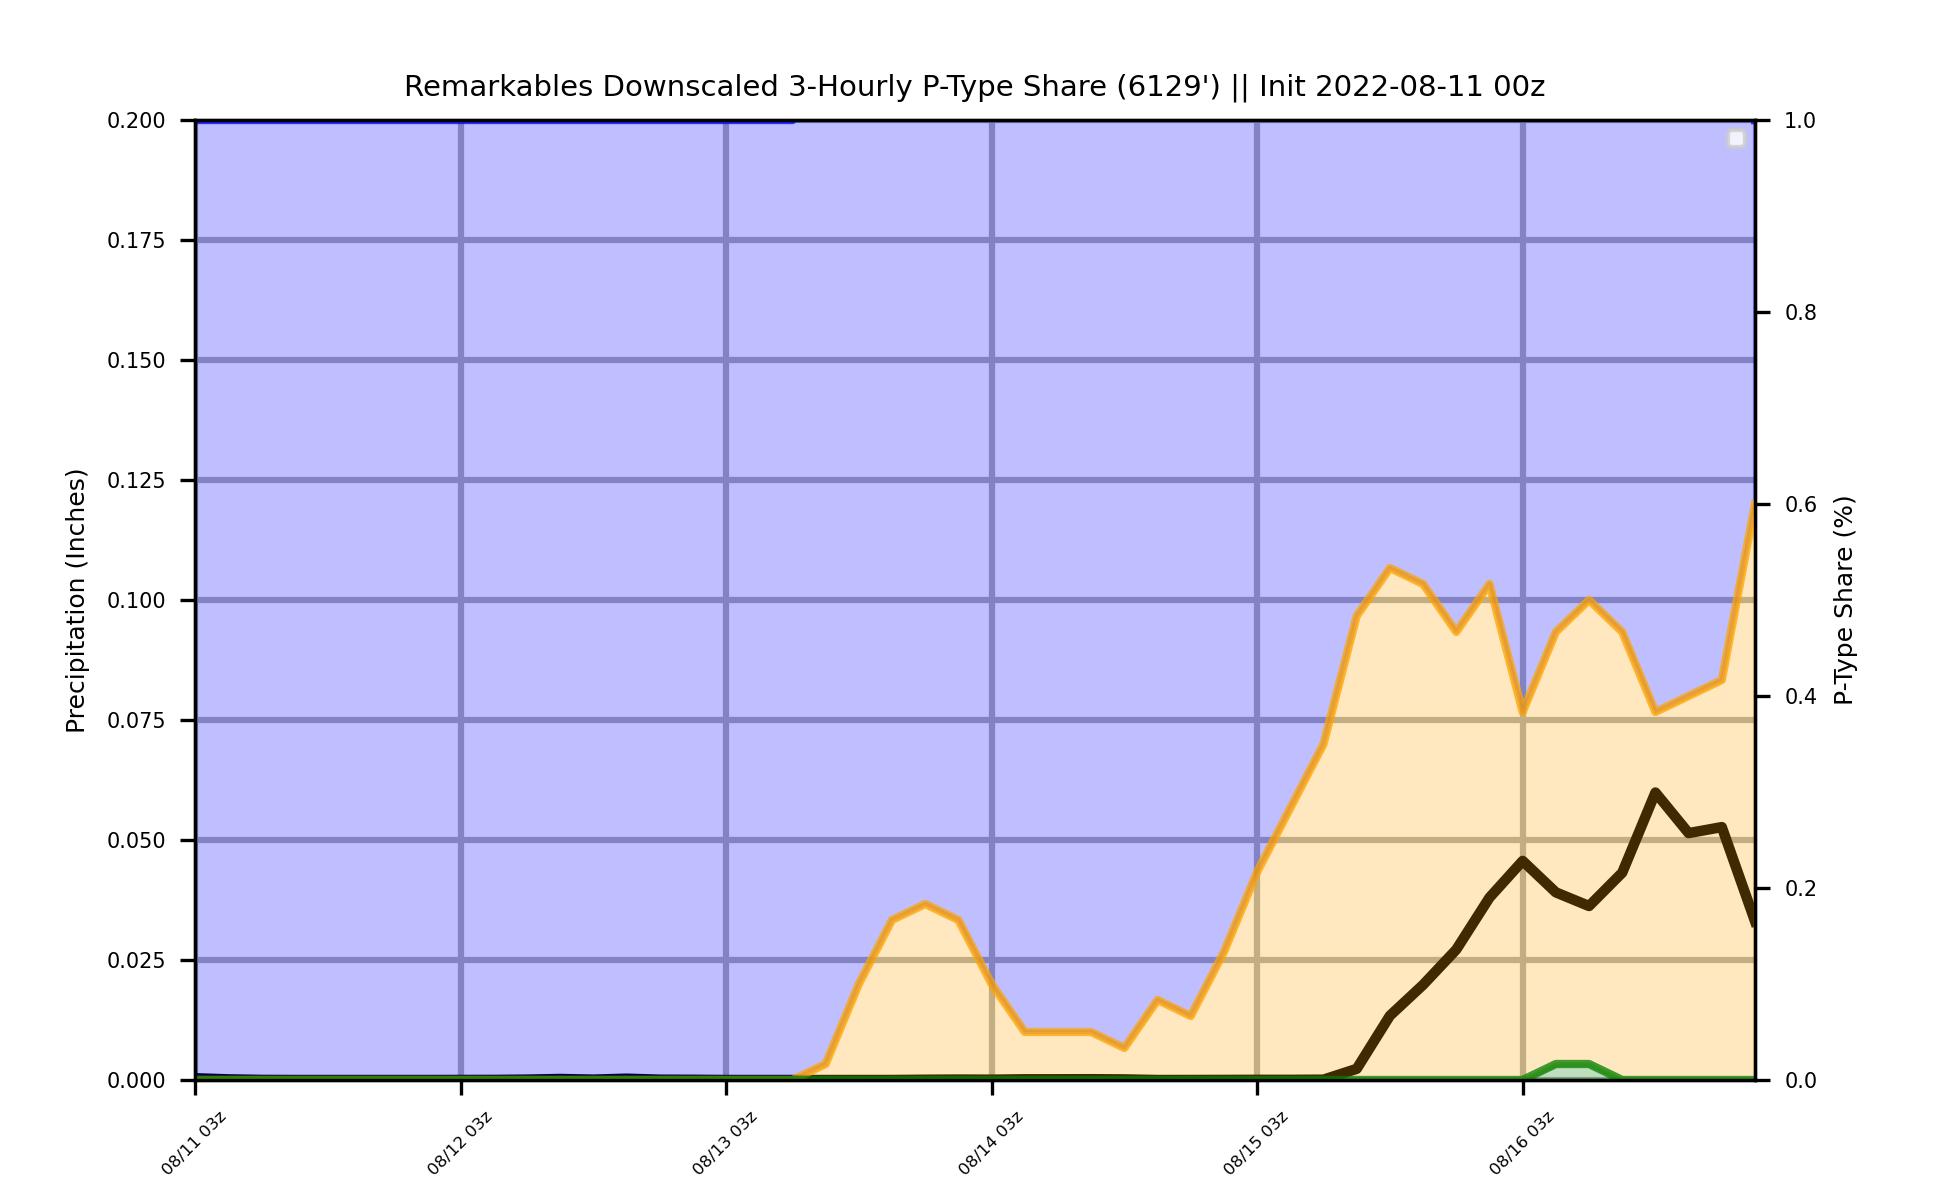 Remarkables Downscaled 3-Hourly P-Type Share (6129') || Init 2022-08-11 00z
0.200
0.175
0.150
0.125
0.100
0.075
0.050
0.025
0.000
Precipitation (Inches)
1.0
0.8
0.6
0.4
0.2
0.0
P-Type Share (%)
08/11 03z
08/12 03z
08/13 03z
08/14 03z
08/15 03z
08/16 03z